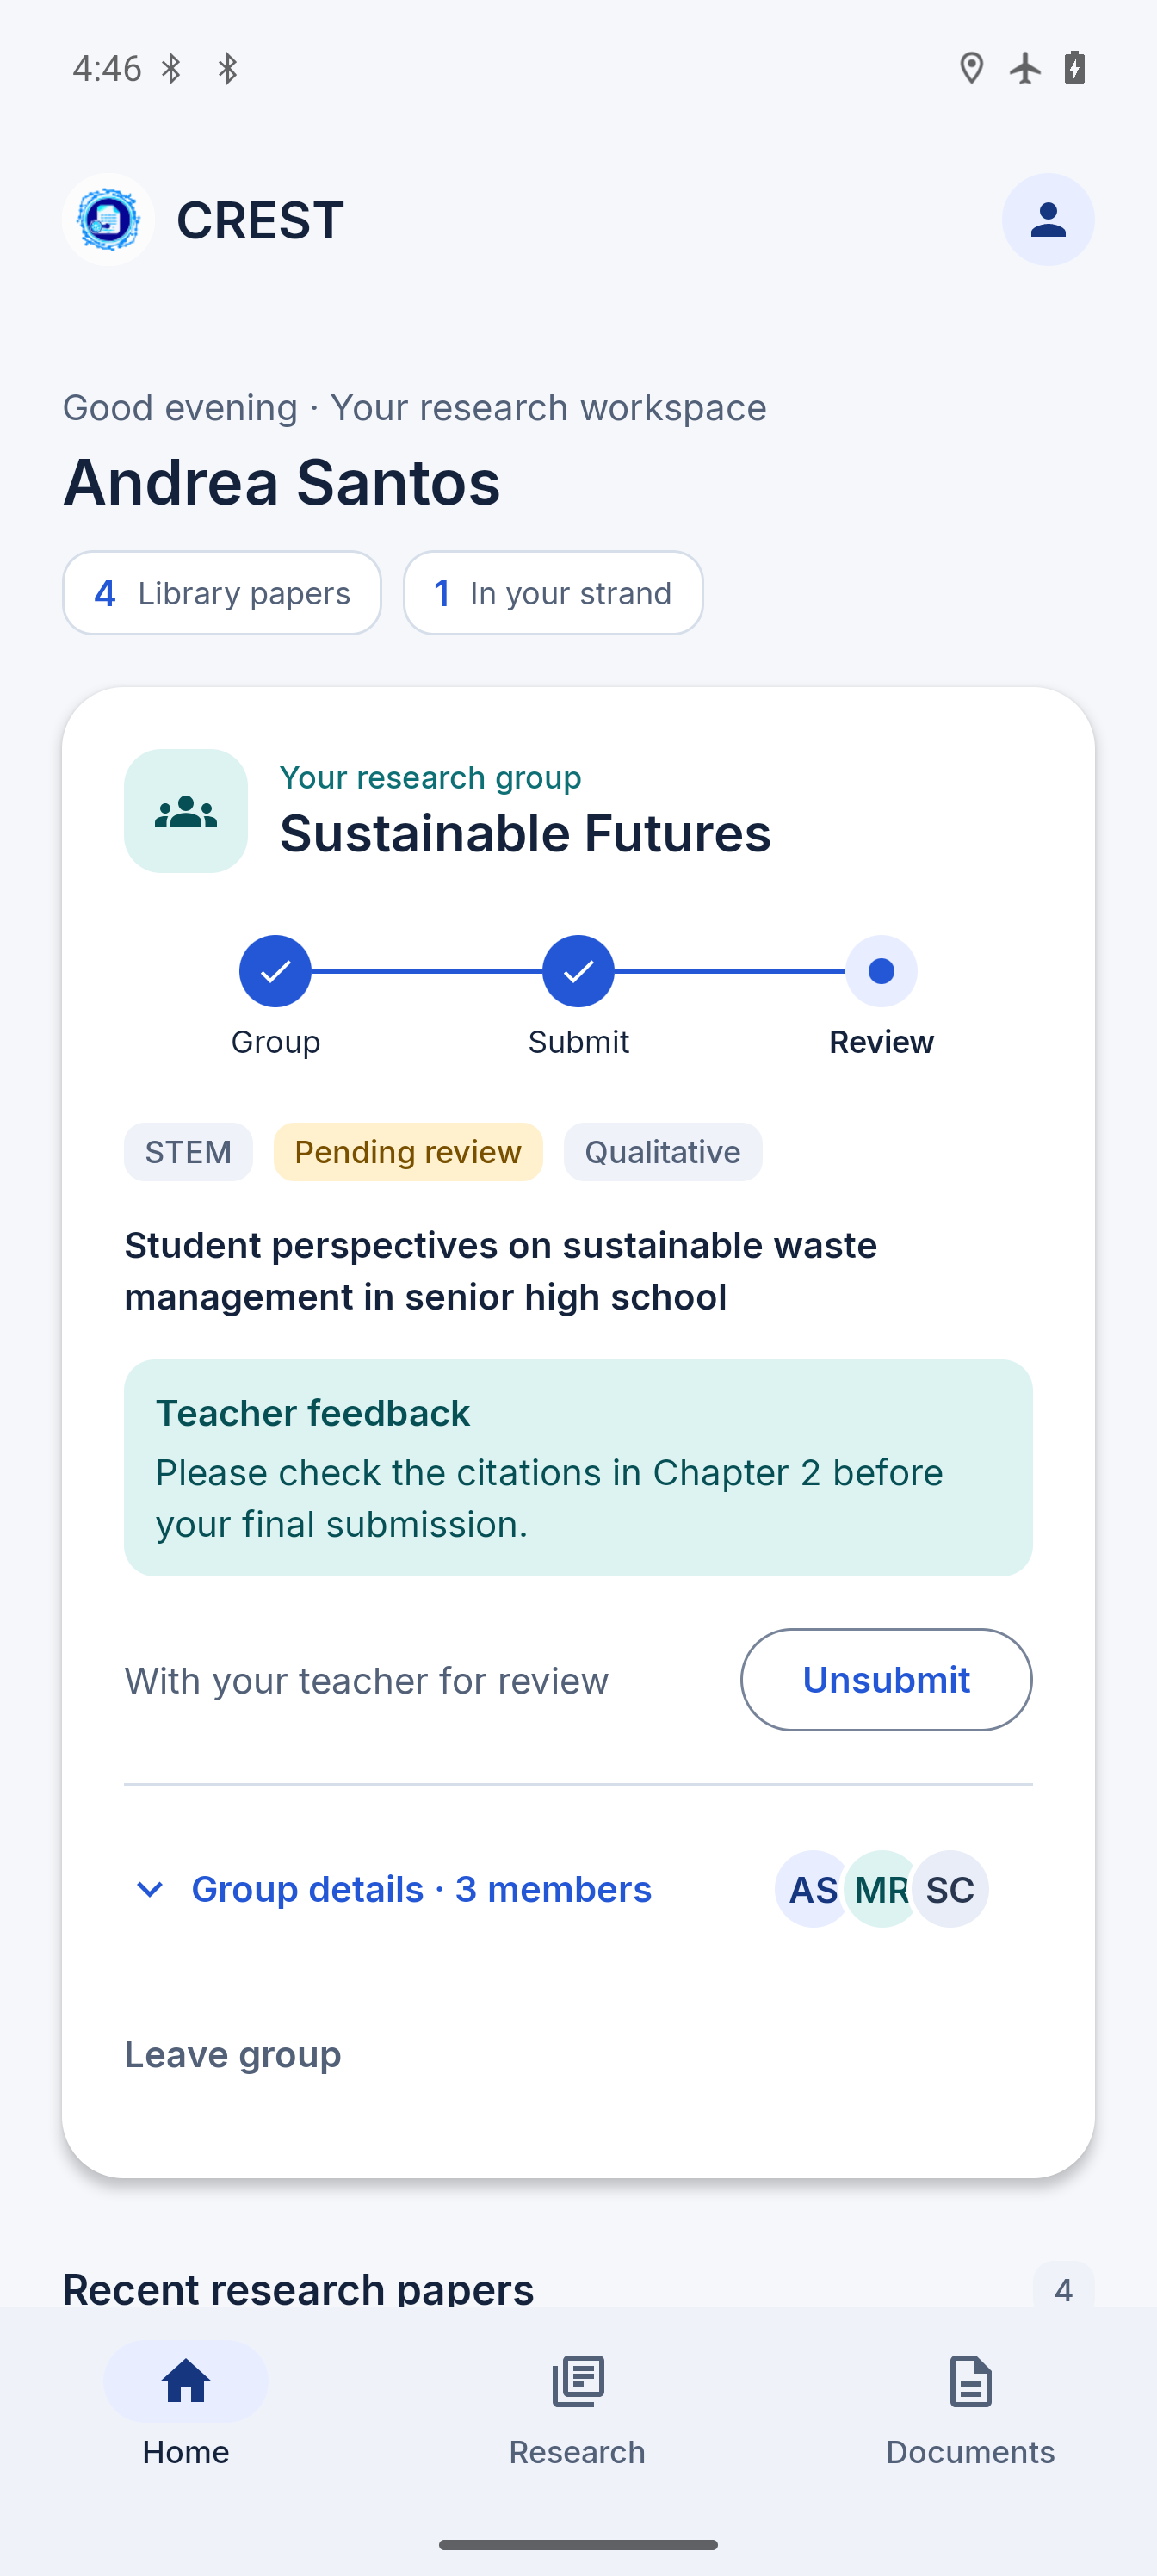 4:46
CREST
Good evening · Your research workspace
Andrea Santos
4 Library papers
1 In your strand
Your research group
Sustainable Futures
Group
Submit
Review
STEM
Pending review
Qualitative
Student perspectives on sustainable waste
management in senior high school
Teacher feedback
Please check the citations in Chapter 2 before
your final submission.
With your teacher for review
Unsubmit
Group details · 3 members
AS
MR
SC
Leave group
Recent research papers
4
Home
Research
Documents